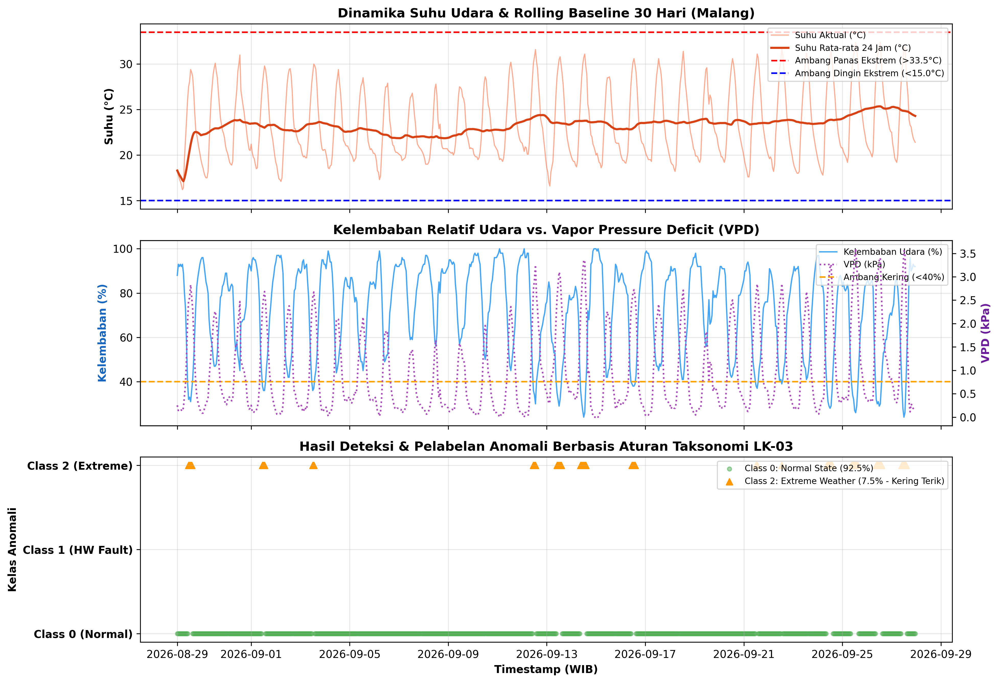 Dinamika Suhu Udara & Rolling Baseline 30 Hari (Malang)
Suhu (°C)
30
25
20
15
Suhu Aktual (°C)
Suhu Rata-rata 24 Jam (°C)
Ambang Panas Ekstrem (>33.5°C)
Ambang Dingin Ekstrem (<15.0°C)
Kelembaban Relatif Udara vs. Vapor Pressure Deficit (VPD)
Kelembaban (%)
100
80
60
40
Kelembaban Udara (%)
VPD (kPa)
Ambang Kering (<40%)
3.5
3.0
2.5
2.0
1.5
1.0
0.5
0.0
VPD (kPa)
Hasil Deteksi & Pelabelan Anomali Berbasis Aturan Taksonomi LK-03
Kelas Anomali
Class 2 (Extreme)
Class 1 (HW Fault)
Class 0 (Normal)
Class 0: Normal State (92.5%)
Class 2: Extreme Weather (7.5% - Kering Terik)
2026-08-29 2026-09-01 2026-09-05 2026-09-09 2026-09-13 2026-09-17 2026-09-21 2026-09-25 2026-09-29
Timestamp (WIB)